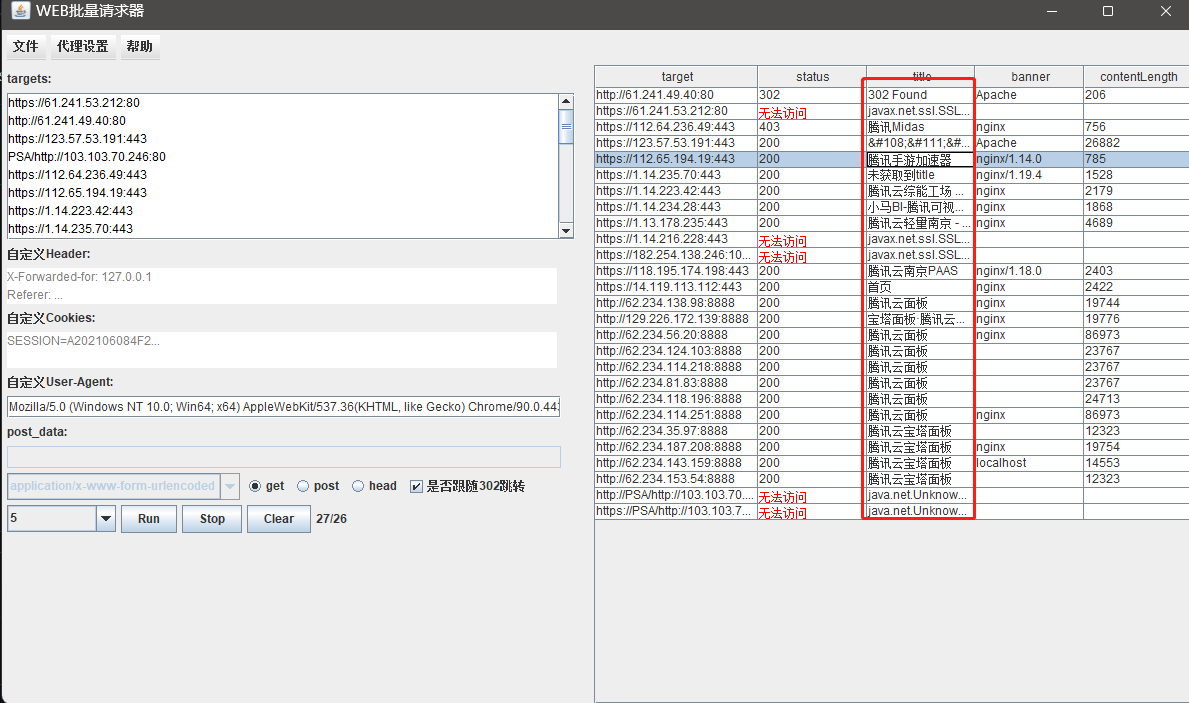 WEB批量请求器
文件 代理设置 帮助
targets:
https://61.241.53.212:80
http://61.241.49.40:80
https://123.57.53.191:443
PSA/http://103.103.70.246:80
https://112.64.236.49:443
https://112.65.194.19:443
https://1.14.223.42:443
https://1.14.235.70:443
自定义Header:
X-Forwarded-for: 127.0.0.1
Referer: ...
自定义Cookies:
SESSION=A202106084F2...
自定义User-Agent:
Mozilla/5.0 (Windows NT 10.0; Win64; x64) AppleWebKit/537.36(KHTML, like Gecko) Chrome/90.0.443
post_data:
application/x-www-form-urlencoded get post head 是否跟随302跳转
5 Run Stop Clear 27/26
target status title banner contentLength
http://61.241.49.40:80 302 302 Found Apache 206
https://61.241.53.212:80 无法访问 javax.net.ssl.SSL...
https://112.64.236.49:443 403 腾讯Midas nginx 756
https://123.57.53.191:443 200 &#108;&#111;&#... Apache 26882
https://112.65.194.19:443 200 腾讯手游加速器 nginx/1.14.0 785
https://1.14.235.70:443 200 未获取到title nginx/1.19.4 1528
https://1.14.223.42:443 200 腾讯云综能工场 ... nginx 2179
https://1.14.234.28:443 200 小马BI-腾讯可视... nginx 1868
https://1.13.178.235:443 200 腾讯云轻量南京 - ... nginx 4689
https://1.14.216.228:443 无法访问 javax.net.ssl.SSL...
https://182.254.138.246:10... 无法访问 javax.net.ssl.SSL...
https://118.195.174.198:443 200 腾讯云南京PAAS nginx/1.18.0 2403
https://14.119.113.112:443 200 首页 nginx 2422
http://62.234.138.98:8888 200 腾讯云面板 nginx 19744
http://129.226.172.139:8888 200 宝塔面板·腾讯云... nginx 19776
http://62.234.56.20:8888 200 腾讯云面板 nginx 86973
http://62.234.124.103:8888 200 腾讯云面板 23767
http://62.234.114.218:8888 200 腾讯云面板 23767
http://62.234.81.83:8888 200 腾讯云面板 23767
http://62.234.118.196:8888 200 腾讯云面板 24713
http://62.234.114.251:8888 200 腾讯云面板 nginx 86973
http://62.234.35.97:8888 200 腾讯云宝塔面板 12323
http://62.234.187.208:8888 200 腾讯云宝塔面板 nginx 19754
http://62.234.143.159:8888 200 腾讯云宝塔面板 localhost 14553
http://62.234.153.54:8888 200 腾讯云宝塔面板 12323
http://PSA/http://103.103.70.... 无法访问 java.net.Unknow...
https://PSA/http://103.103.7... 无法访问 java.net.Unknow...